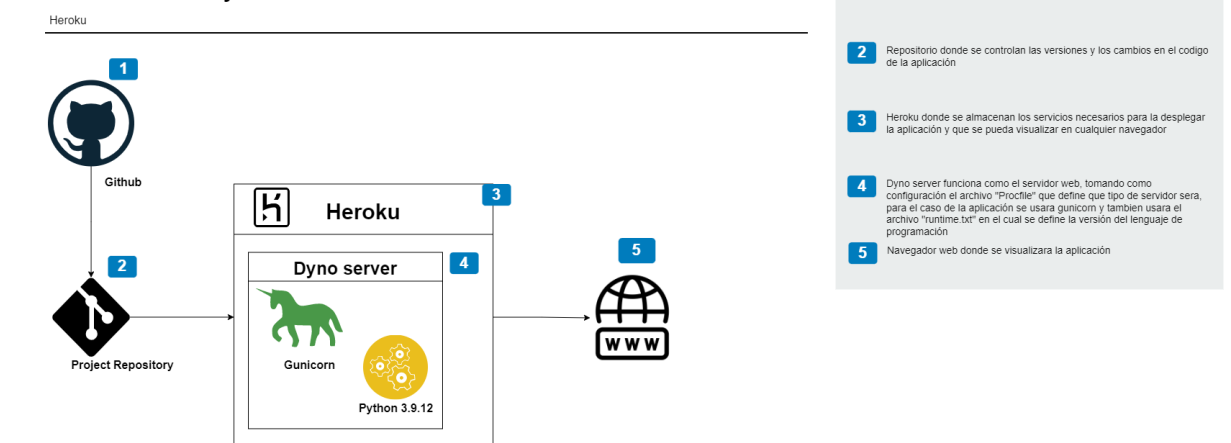 Heroku
1
Github
2
Project Repository
3
Heroku
4
Dyno server
Gunicorn
Python 3.9.12
5
WWW
2
Repositorio donde se controlan las versiones y los cambios en el codigo
de la aplicación
3
Heroku donde se almacenan los servicios necesarios para la desplegar
la aplicación y que se pueda visualizar en cualquier navegador
4
Dyno server funciona como el servidor web, tomando como
configuración el archivo "Procfile" que define que tipo de servidor sera,
para el caso de la aplicación se usara gunicorn y tambien usara el
archivo "runtime.txt" en el cual se define la versión del lenguaje de
programación
5
Navegador web donde se visualizara la aplicación